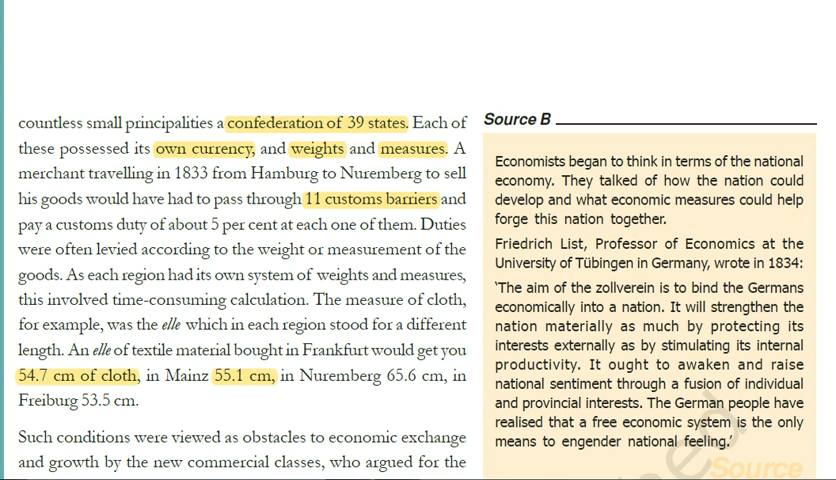 countless small principalities a confederation of 39 states. Each of
these possessed its own currency, and weights and measures. A
merchant travelling in 1833 from Hamburg to Nuremberg to sell
his goods would have had to pass through 11 customs barriers and
pay a customs duty of about 5 per cent at each one of them. Duties
were often levied according to the weight or measurement of the
goods. As each region had its own system of weights and measures,
this involved time-consuming calculation. The measure of cloth,
for example, was the elle which in each region stood for a different
length. An elle of textile material bought in Frankfurt would get you
54.7 cm of cloth, in Mainz 55.1 cm, in Nuremberg 65.6 cm, in
Freiburg 53.5 cm.
Such conditions were viewed as obstacles to economic exchange
and growth by the new commercial classes, who argued for the
Source B
Economists began to think in terms of the national
economy. They talked of how the nation could
develop and what economic measures could help
forge this nation together.
Friedrich List, Professor of Economics at the
University of Tübingen in Germany, wrote in 1834:
‘The aim of the zollverein is to bind the Germans
economically into a nation. It will strengthen the
nation materially as much by protecting its
interests externally as by stimulating its internal
productivity. It ought to awaken and raise
national sentiment through a fusion of individual
and provincial interests. The German people have
realised that a free economic system is the only
means to engender national feeling.’
Source